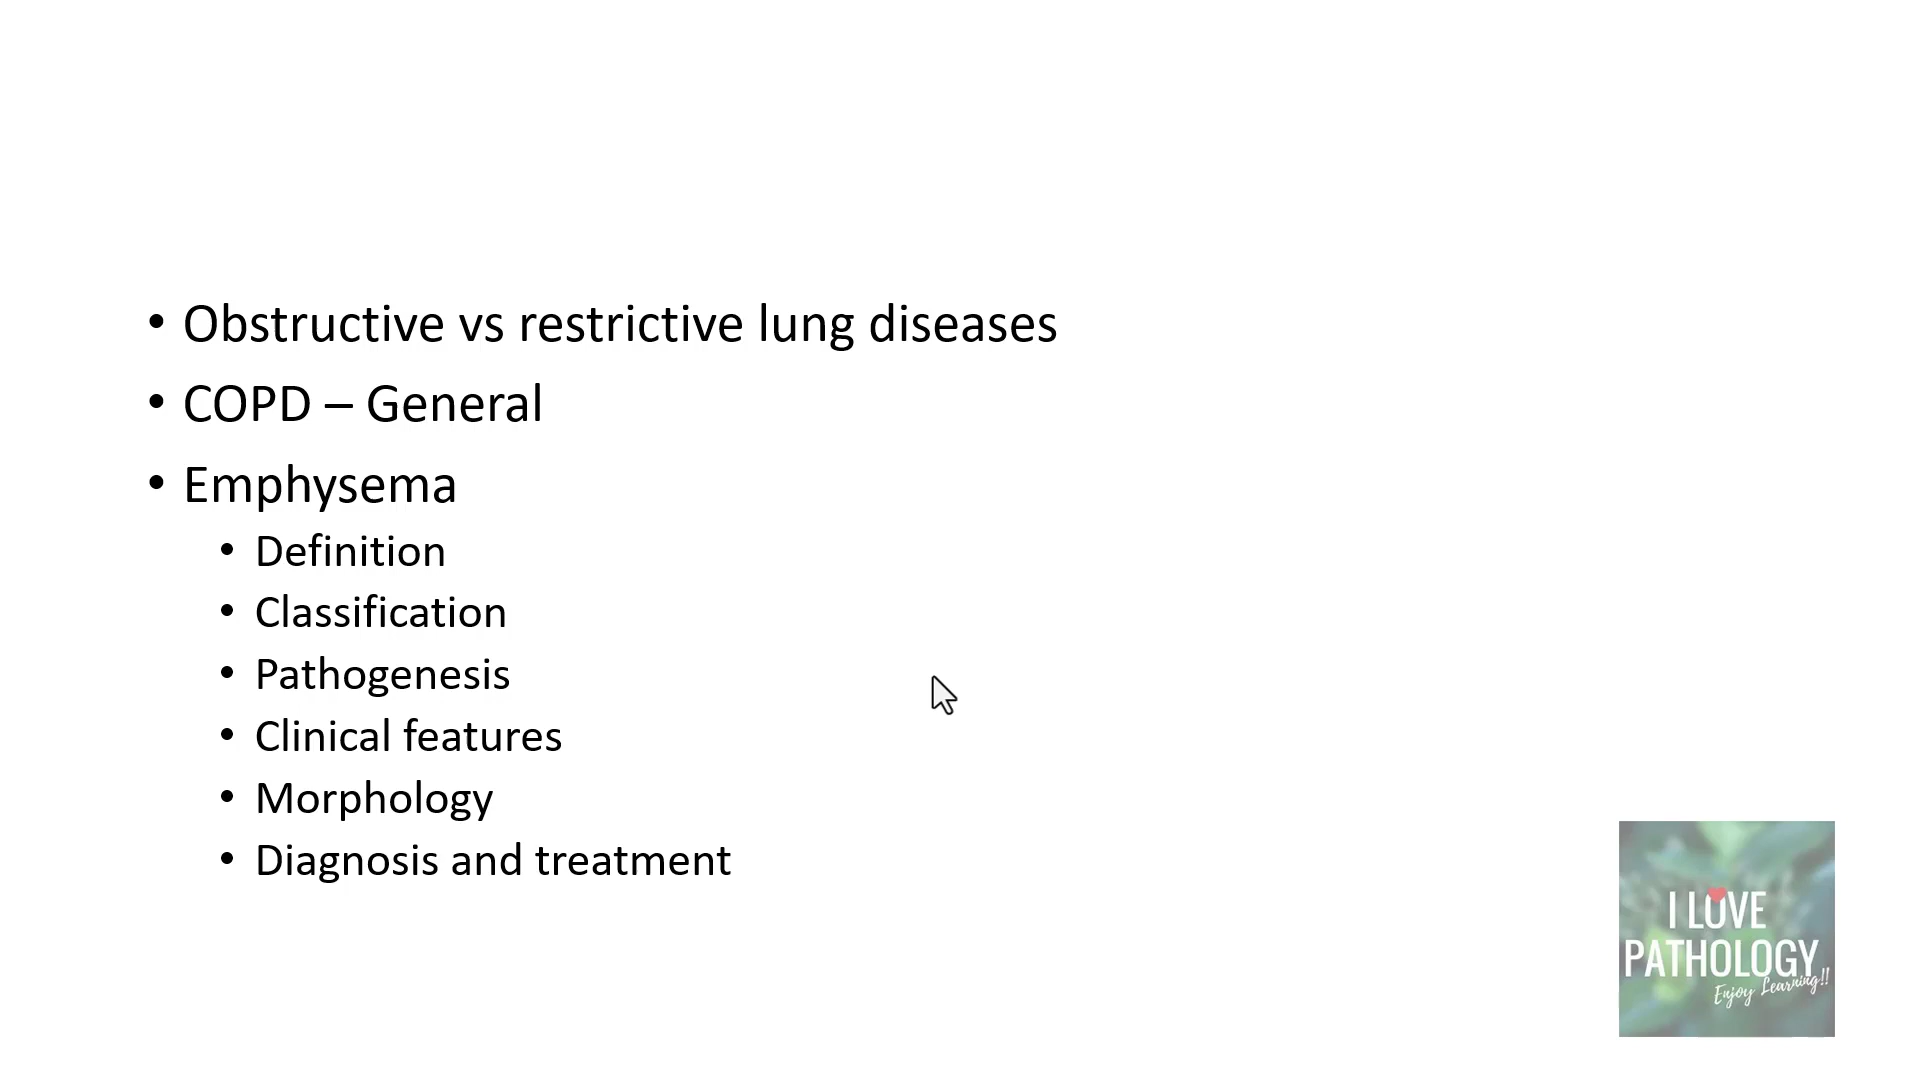 • Obstructive vs restrictive lung diseases
• COPD – General
• Emphysema
• Definition
• Classification
• Pathogenesis
• Clinical features
• Morphology
• Diagnosis and treatment
I LOVE
PATHOLOGY
Enjoy Learning!!